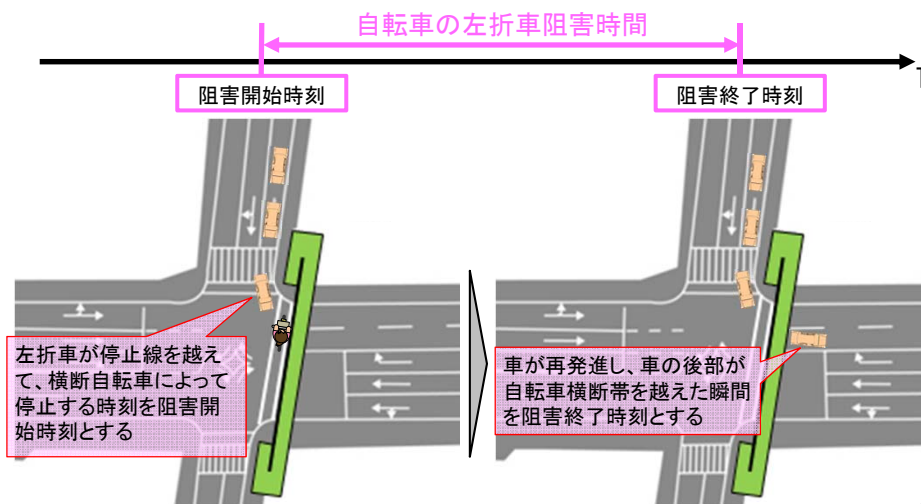 自転車の左折車阻害時間
T
阻害開始時刻
阻害終了時刻
左折車が停止線を越え
て、横断自転車によって
停止する時刻を阻害開
始時刻とする
車が再発進し、車の後部が
自転車横断帯を越えた瞬間
を阻害終了時刻とする